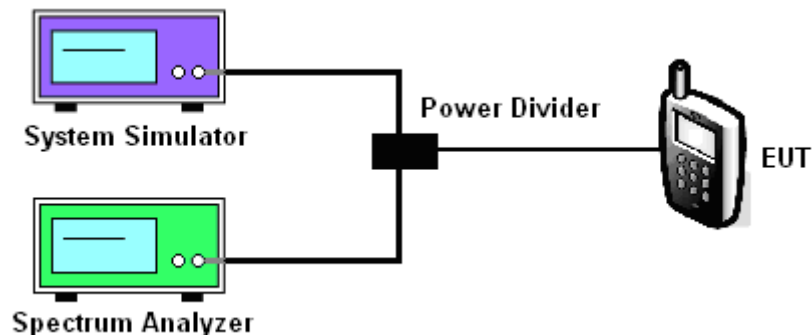 System Simulator
Power Divider
EUT
Spectrum Analyzer